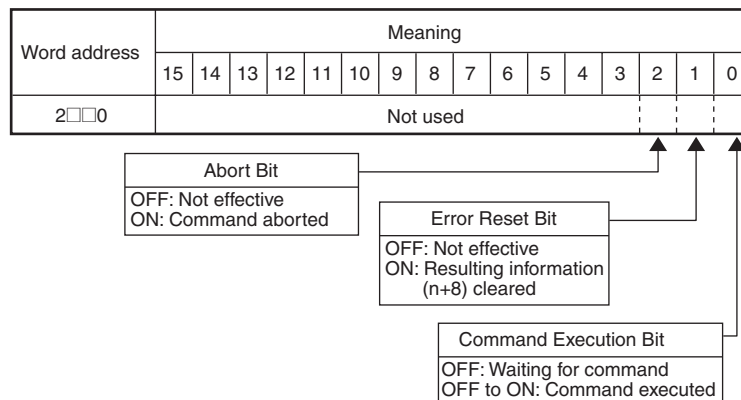 Word address
Meaning
15 14 13 12 11 10 9 8 7 6 5 4 3 2 1 0
2□□0
Not used
Abort Bit
OFF: Not effective
ON: Command aborted
Error Reset Bit
OFF: Not effective
ON: Resulting information
(n+8) cleared
Command Execution Bit
OFF: Waiting for command
OFF to ON: Command executed